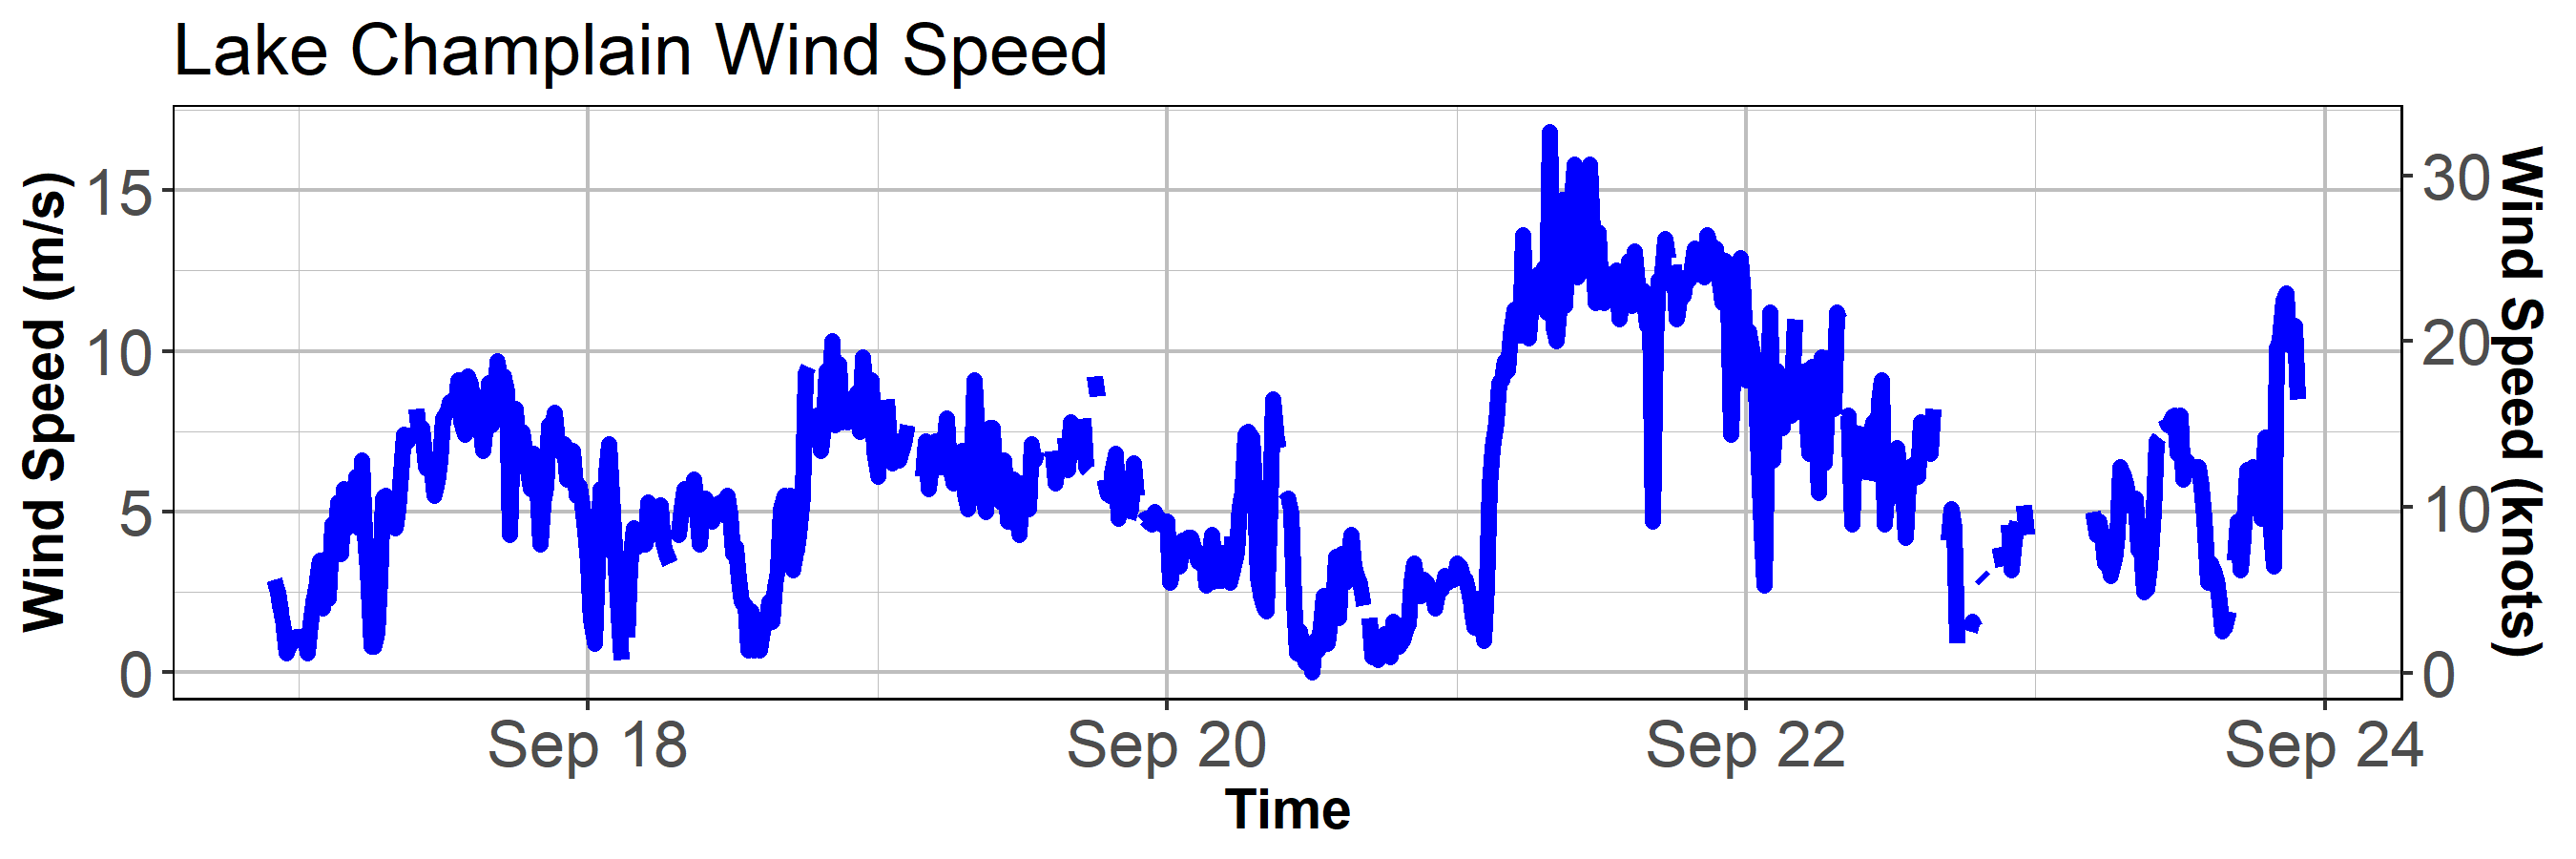 Lake Champlain Wind Speed
Wind Speed (m/s)
15
10
5
0
30
20
10
0
Wind Speed (knots)
Sep 18
Sep 20
Sep 22
Sep 24
Time